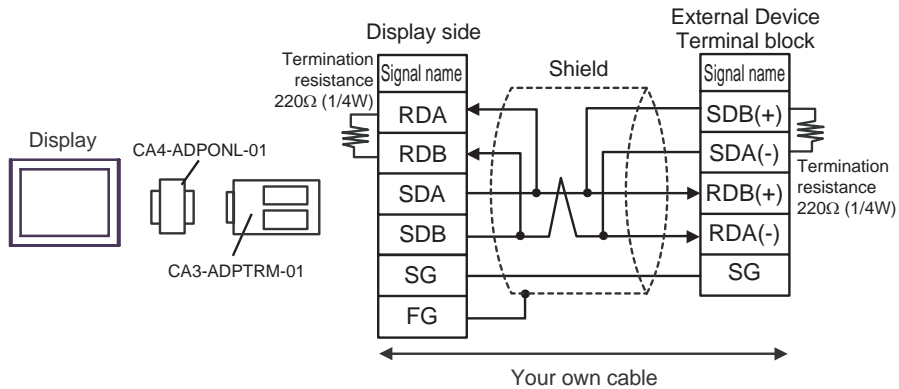 Display side
External Device
Terminal block
Termination
resistance
220Ω (1/4W)
Signal name
Shield
Signal name
RDA
SDB(+)
Display
CA4-ADPONL-01
RDB
SDA(-)
Termination
resistance
220Ω (1/4W)
SDA
RDB(+)
SDB
RDA(-)
CA3-ADPTRM-01
SG
SG
FG
Your own cable